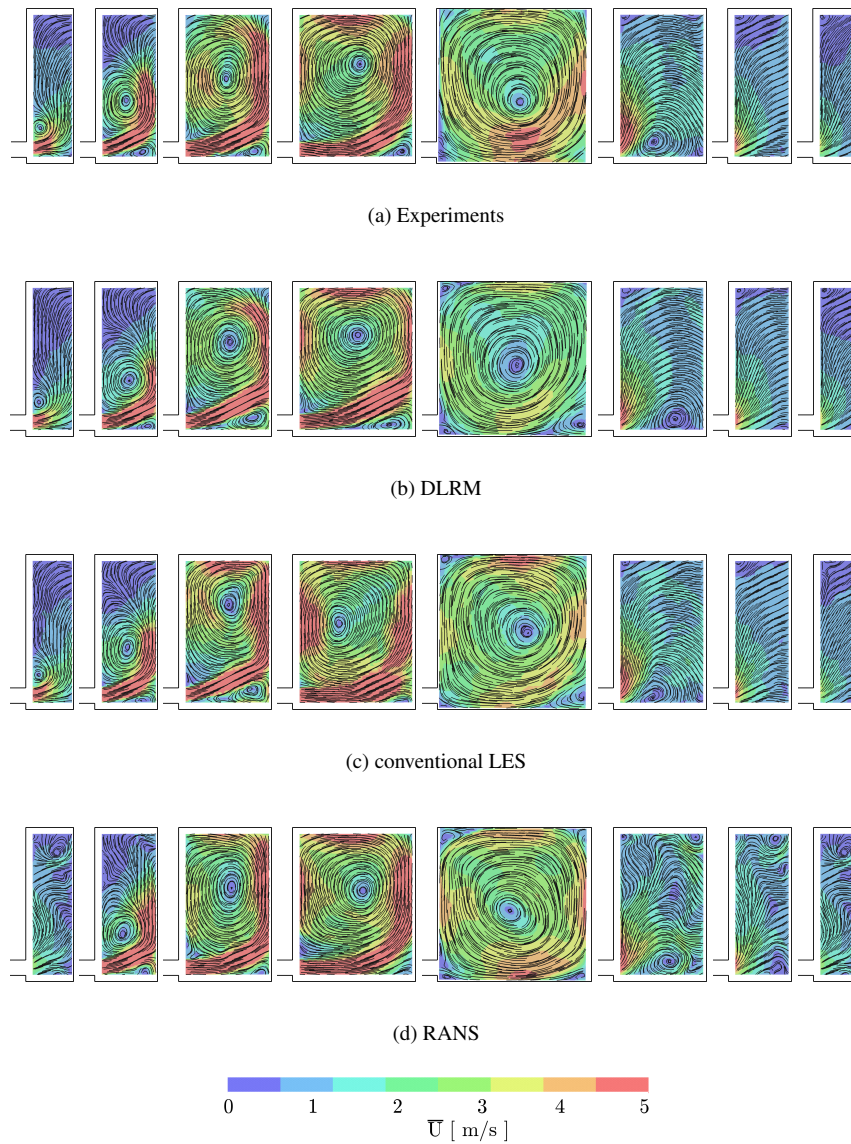 (a) Experiments
(b) DLRM
(c) conventional LES
(d) RANS
0 1 2 3 4 5
U̅ [ m/s ]